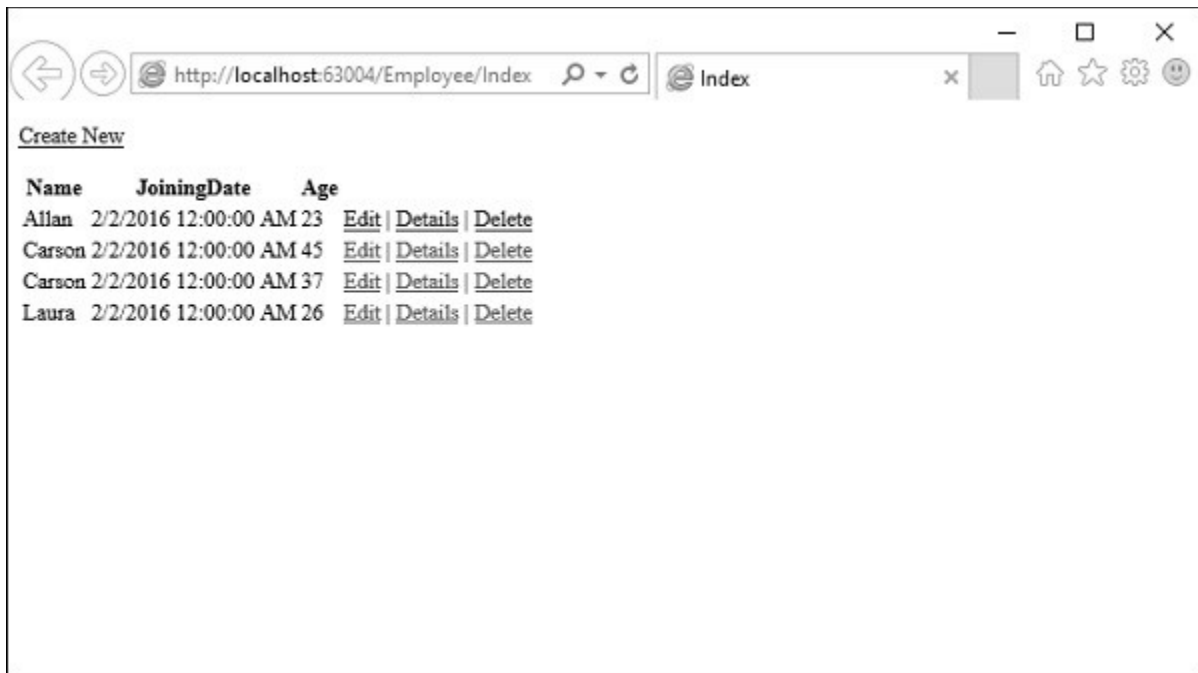 http://localhost:63004/Employee/Index
Index
Create New
Name JoiningDate Age
Allan 2/2/2016 12:00:00 AM 23 Edit | Details | Delete
Carson 2/2/2016 12:00:00 AM 45 Edit | Details | Delete
Carson 2/2/2016 12:00:00 AM 37 Edit | Details | Delete
Laura 2/2/2016 12:00:00 AM 26 Edit | Details | Delete